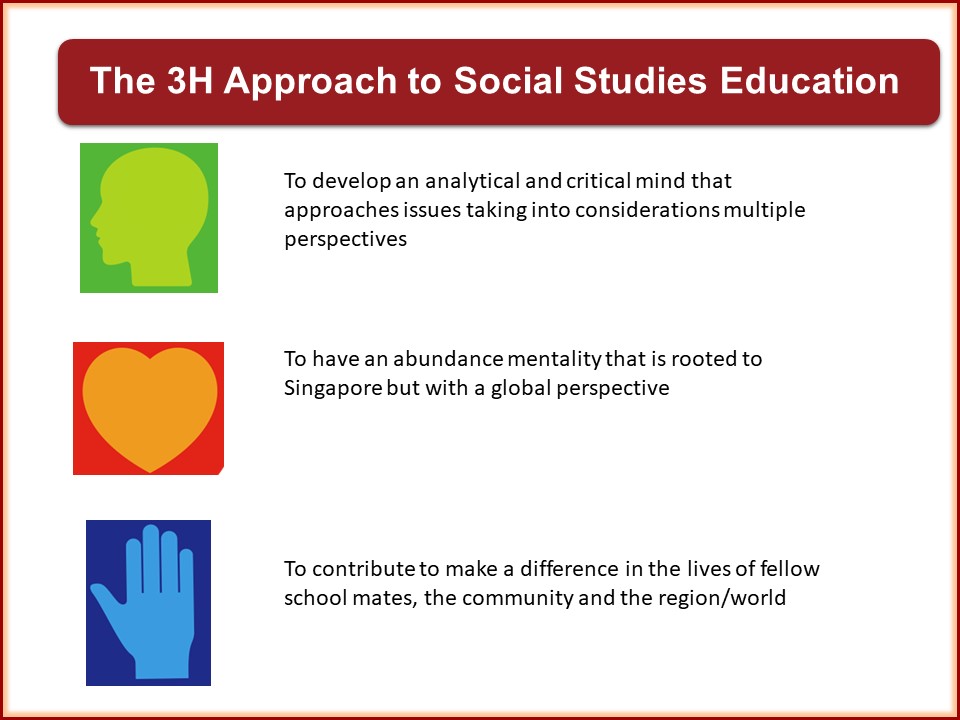 The 3H Approach to Social Studies Education
To develop an analytical and critical mind that
approaches issues taking into considerations multiple
perspectives
To have an abundance mentality that is rooted to
Singapore but with a global perspective
To contribute to make a difference in the lives of fellow
school mates, the community and the region/world